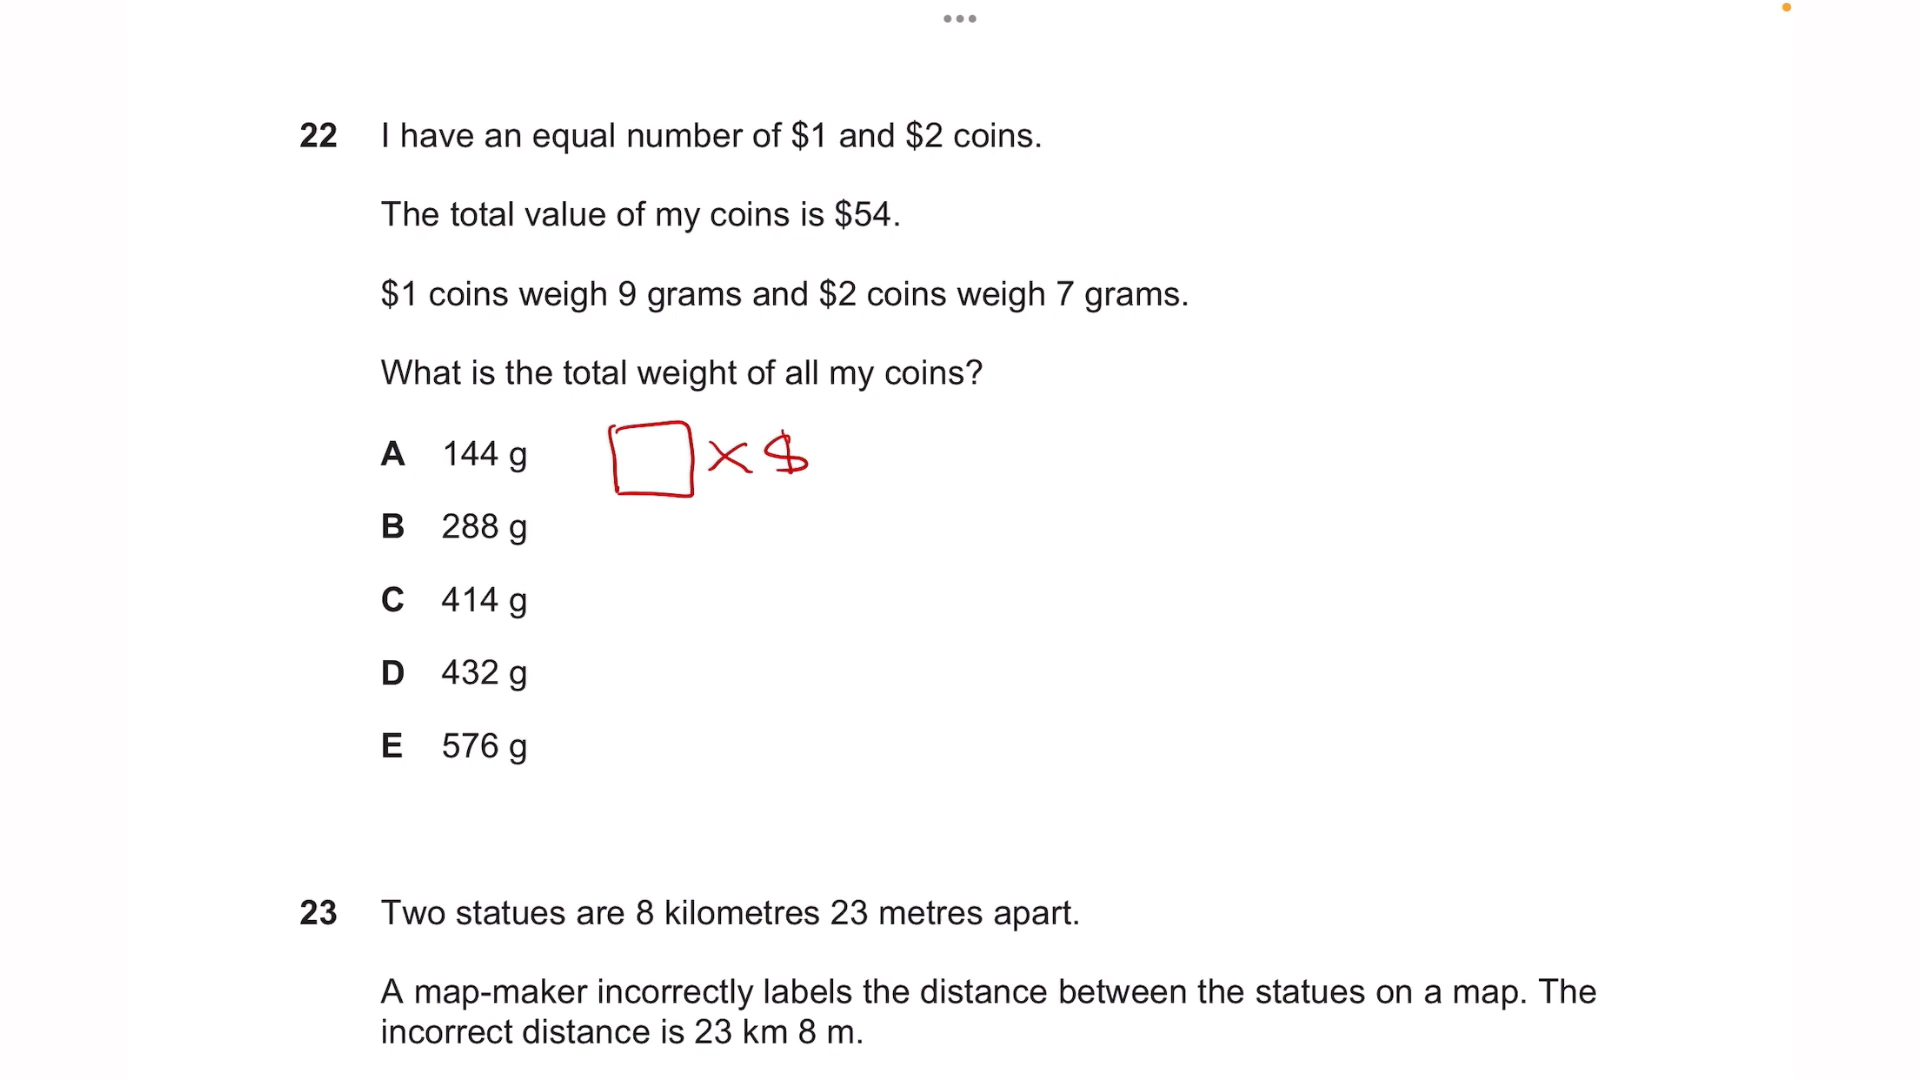 22 I have an equal number of $1 and $2 coins.
The total value of my coins is $54.
$1 coins weigh 9 grams and $2 coins weigh 7 grams.
What is the total weight of all my coins?
A 144 g □ × $
B 288 g
C 414 g
D 432 g
E 576 g
23 Two statues are 8 kilometres 23 metres apart.
A map-maker incorrectly labels the distance between the statues on a map. The
incorrect distance is 23 km 8 m.